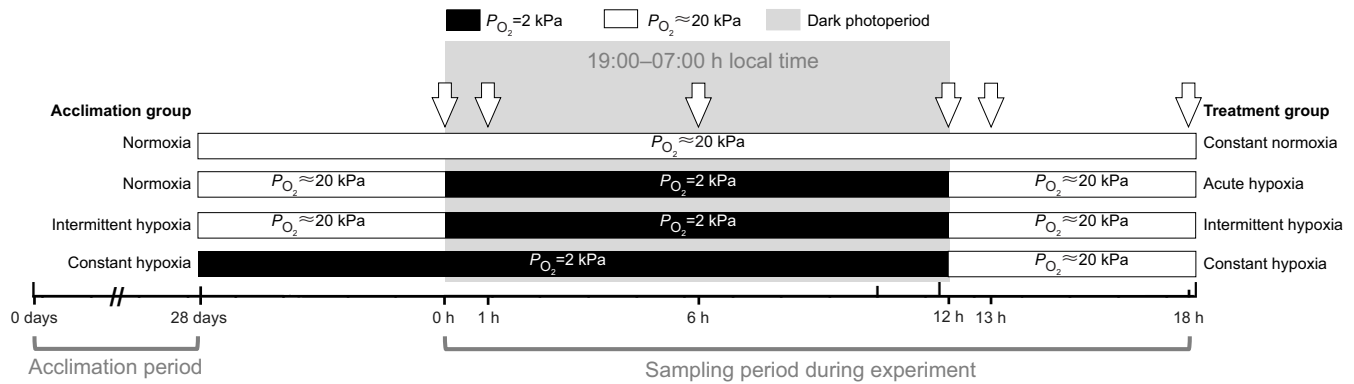 P_O₂=2 kPa P_O₂≈20 kPa Dark photoperiod
19:00–07:00 h local time
Acclimation group Treatment group
Normoxia P_O₂≈20 kPa Constant normoxia
Normoxia P_O₂≈20 kPa P_O₂=2 kPa P_O₂≈20 kPa Acute hypoxia
Intermittent hypoxia P_O₂≈20 kPa P_O₂=2 kPa P_O₂≈20 kPa Intermittent hypoxia
Constant hypoxia P_O₂=2 kPa P_O₂≈20 kPa Constant hypoxia
0 days 28 days 0 h 1 h 6 h 12 h 13 h 18 h
Acclimation period Sampling period during experiment